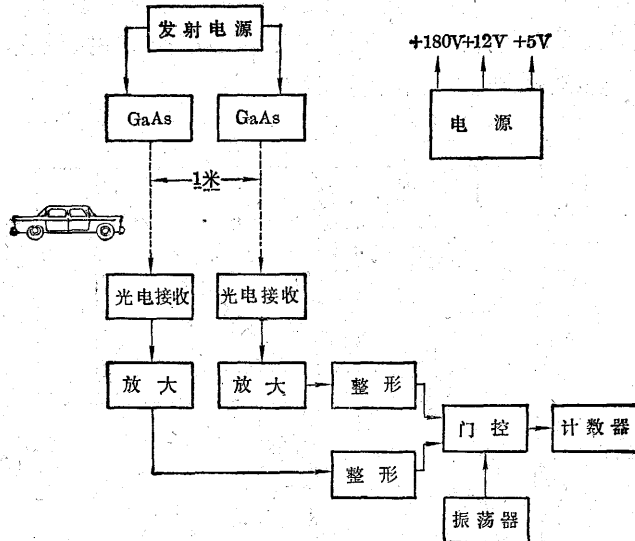 发射电源
+180V+12V +5V
GaAs
GaAs
电源
1米
光电接收
光电接收
放大
放大
整形
门控
计数器
整形
振荡器